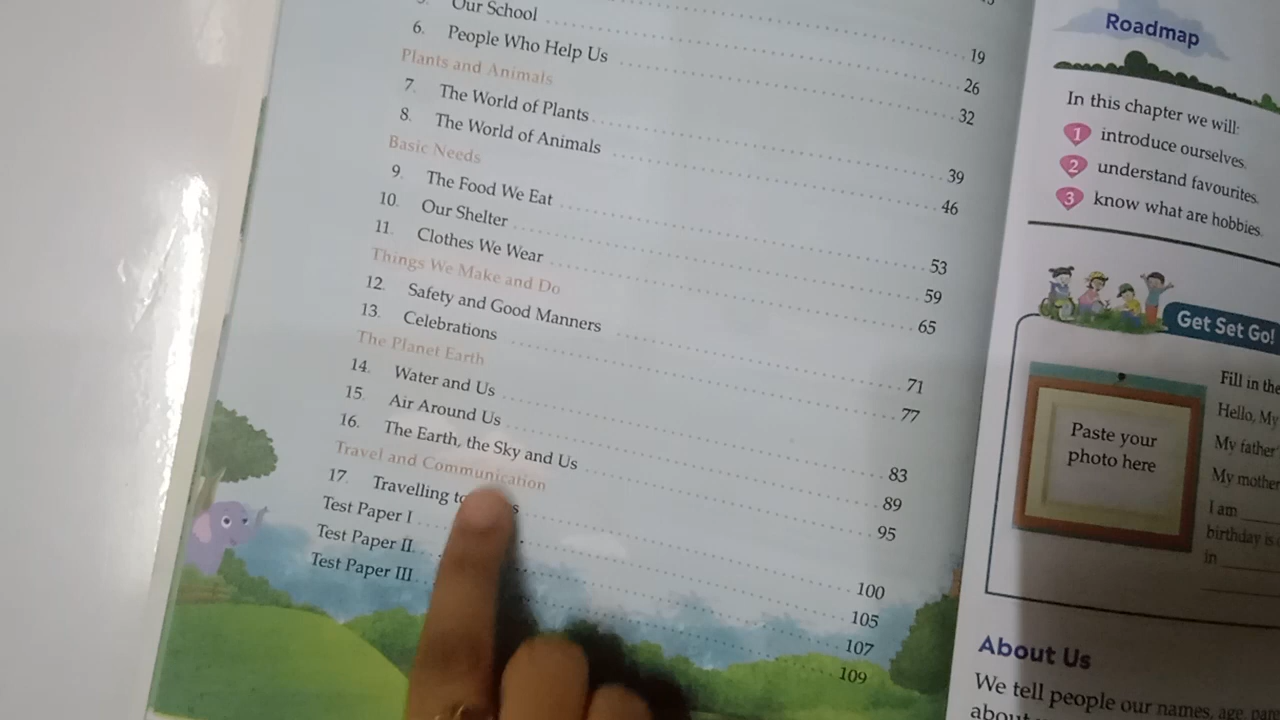 Our School
19
6. People Who Help Us
26
Plants and Animals
32
7. The World of Plants
39
8. The World of Animals
46
Basic Needs
9. The Food We Eat
53
10. Our Shelter
59
11. Clothes We Wear
65
Things We Make and Do
12. Safety and Good Manners
71
13. Celebrations
77
The Planet Earth
14. Water and Us
83
15. Air Around Us
89
16. The Earth, the Sky and Us
95
Travel and Communication
17. Travelling
100
Test Paper I
105
Test Paper II
107
Test Paper III
109
Roadmap
In this chapter we will:
1 introduce ourselves.
2 understand favourites.
3 know what are hobbies.
Get Set Go!
Paste your
photo here
Fill in the
Hello, My
My father
My mother
I am
birthday is
in
About Us
We tell people our names, age,
about